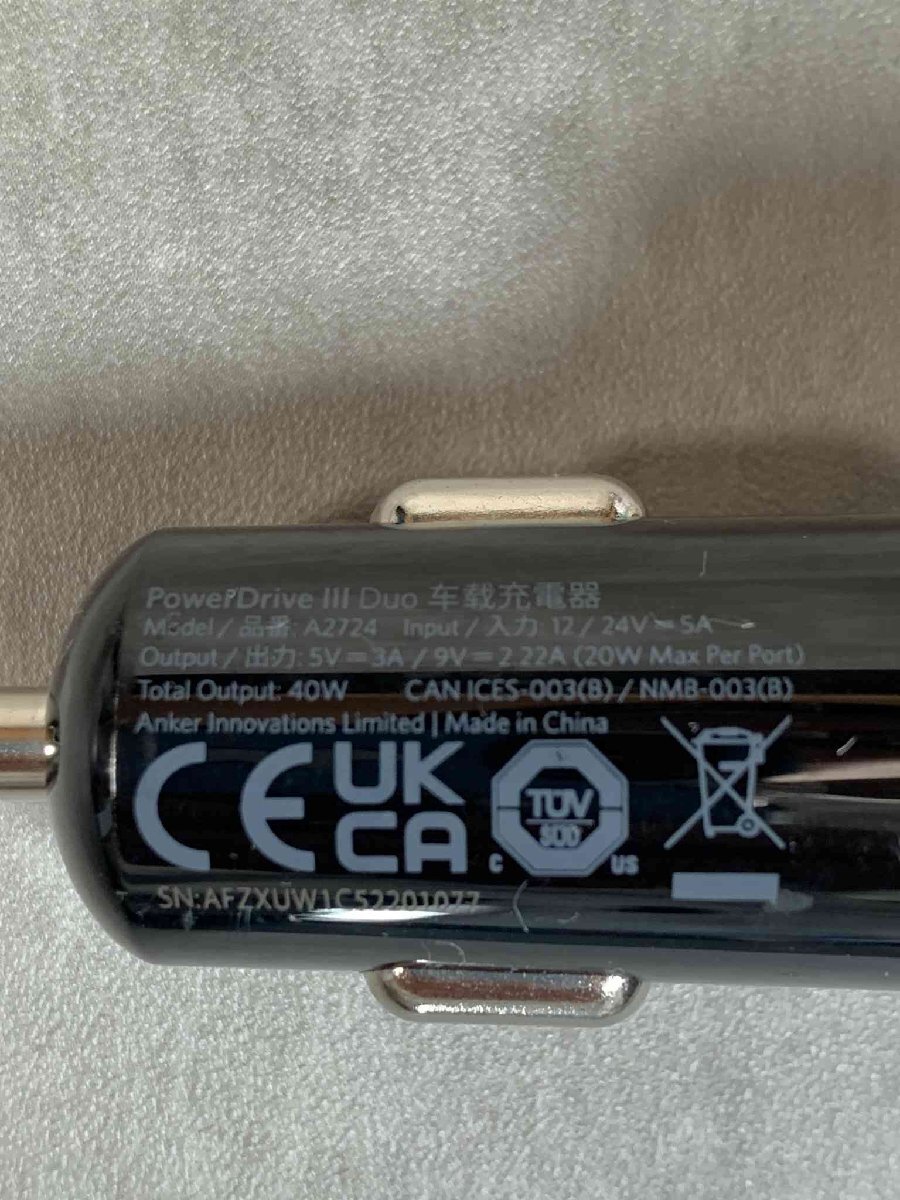 PowerDrive III Duo 车载充電器
Model / 品番: A2724 Input / 入力: 12 / 24V⎓5A
Output / 出力: 5V⎓3A / 9V⎓2.22A (20W Max Per Port)
Total Output: 40W CAN ICES-003(B) / NMB-003(B)
Anker Innovations Limited | Made in China
CE UK CA
TÜV
SÜD
C US
SN:AFZXUW1C52201077